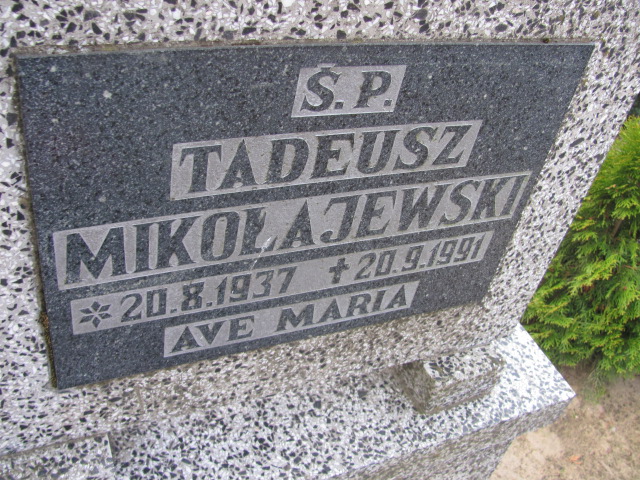 Ś.P.
TADEUSZ
MIKOŁAJEWSKI
* 20.8.1937 ✝ 20.9.1991
AVE MARIA